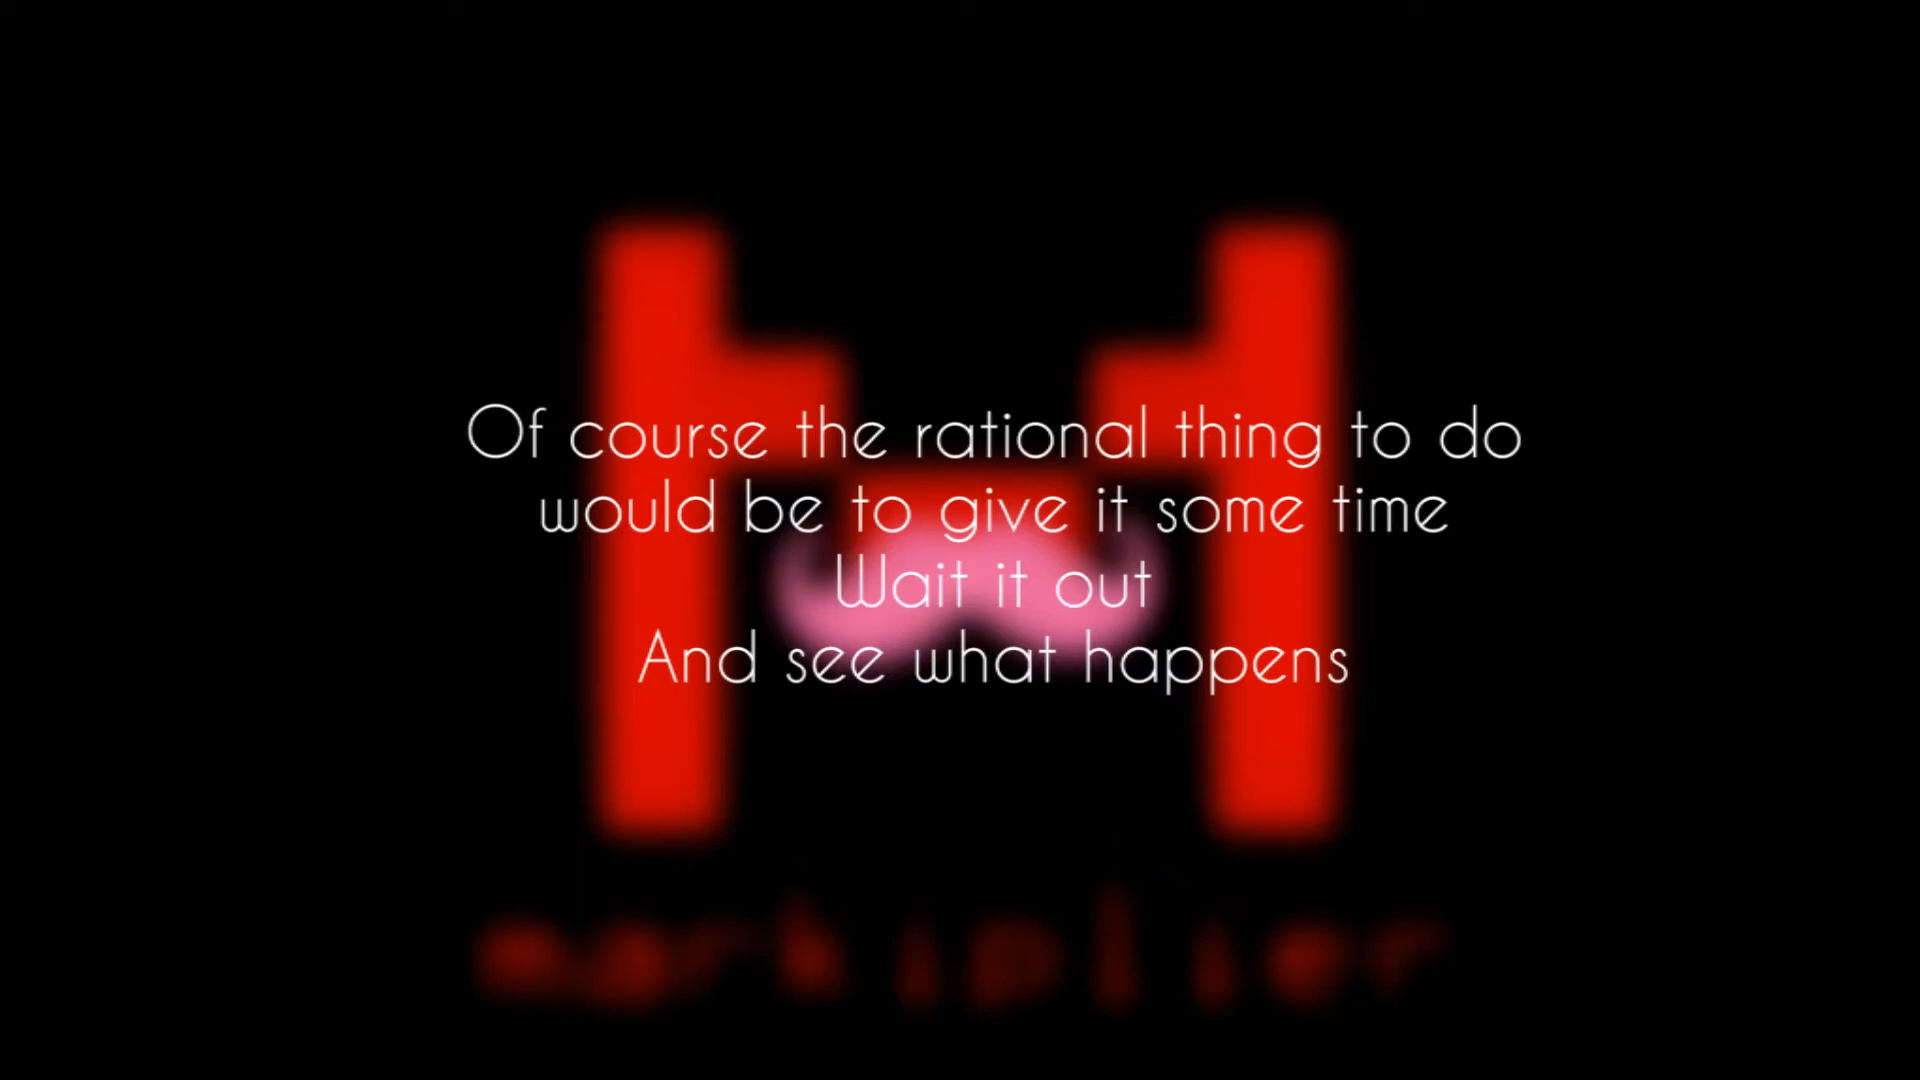 Of course the rational thing to do
would be to give it some time
Wait it out
And see what happens
markiplier